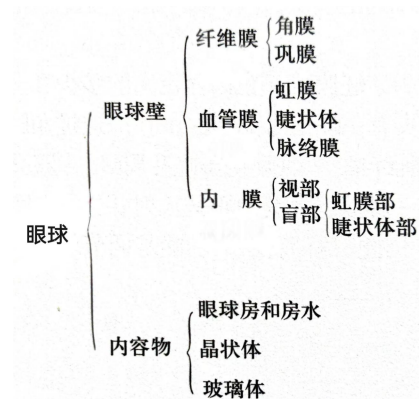 角膜
纤维膜
巩膜
眼球壁
虹膜
血管膜
睫状体
脉络膜
视部
内 膜
虹膜部
盲部
睫状体部
眼球
眼球房和房水
内容物
晶状体
玻璃体